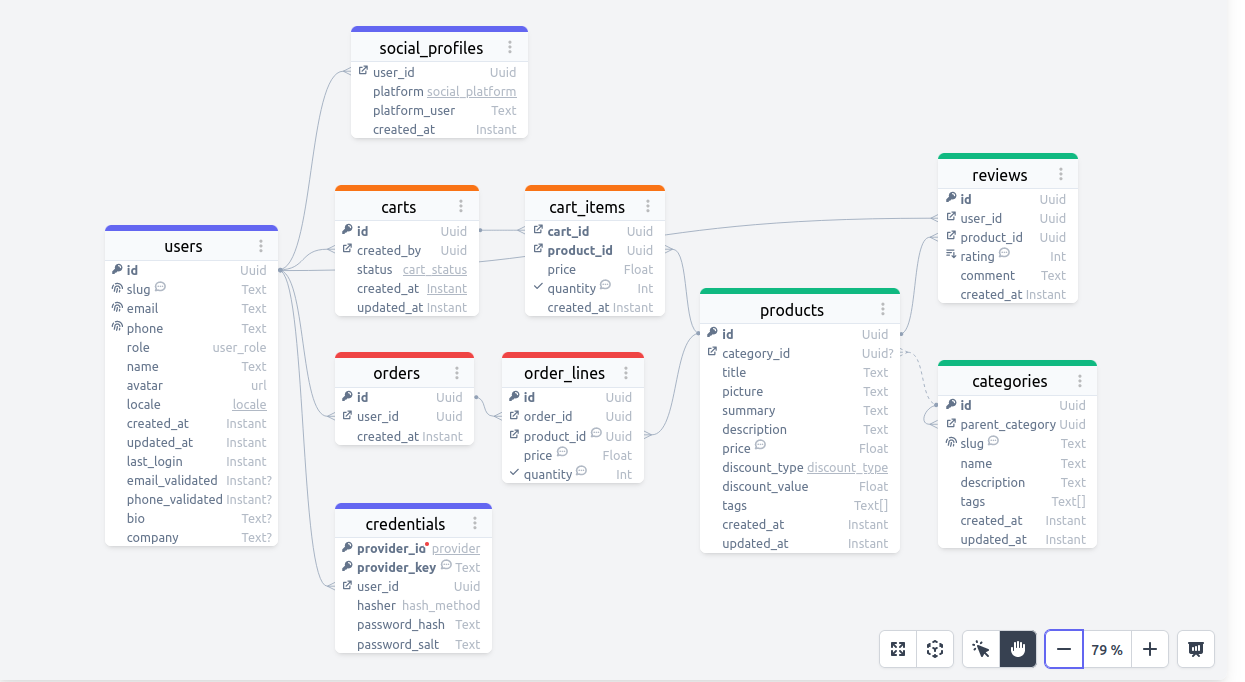 social_profiles
user_id Uuid
platform social_platform
platform_user Text
created_at Instant
users
id Uuid
slug Text
email Text
phone Text
role user_role
name Text
avatar url
locale locale
created_at Instant
updated_at Instant
last_login Instant
email_validated Instant?
phone_validated Instant?
bio Text?
company Text?
carts
id Uuid
created_by Uuid
status cart_status
created_at Instant
updated_at Instant
cart_items
cart_id Uuid
product_id Uuid
price Float
quantity Int
created_at Instant
orders
id Uuid
user_id Uuid
created_at Instant
order_lines
id Uuid
order_id Uuid
product_id Uuid
price Float
quantity Int
credentials
provider_id provider
provider_key Text
user_id Uuid
hasher hash_method
password_hash Text
password_salt Text
products
id Uuid
category_id Uuid?
title Text
picture Text
summary Text
description Text
price Float
discount_type discount_type
discount_value Float
tags Text[]
created_at Instant
updated_at Instant
reviews
id Uuid
user_id Uuid
product_id Uuid
rating Int
comment Text
created_at Instant
categories
id Uuid
parent_category Uuid
slug Text
name Text
description Text
tags Text[]
created_at Instant
updated_at Instant
79 %